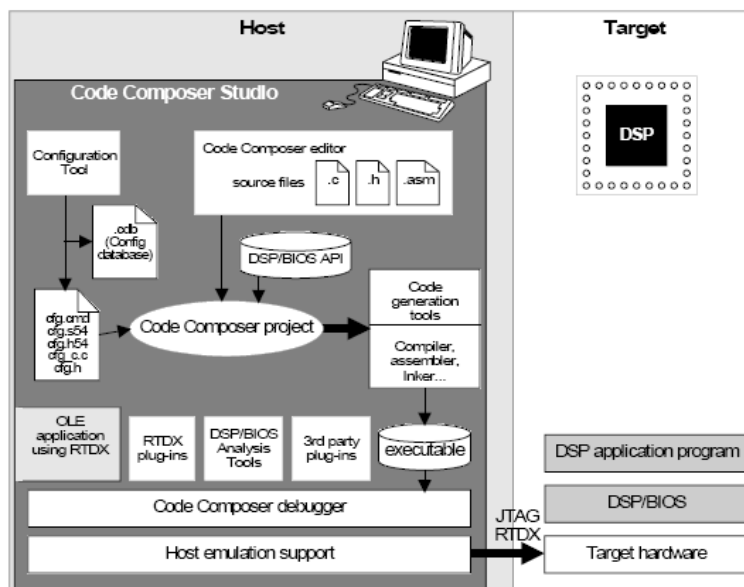 Host
Target
Code Composer Studio
DSP
Configuration
Tool
Code Composer editor
source files
.c
.h
.asm
.cdb
(Config
database)
DSP/BIOS API
Code
generation
tools
cfg.cmd
cfg.s54
cfg.h54
cfg_c.c
cfg.h
Code Composer project
Compiler,
assembler,
linker...
OLE
application
using RTDX
RTDX
plug-ins
DSP/BIOS
Analysis
Tools
3rd party
plug-ins
executable
DSP application program
Code Composer debugger
DSP/BIOS
JTAG
RTDX
Host emulation support
Target hardware